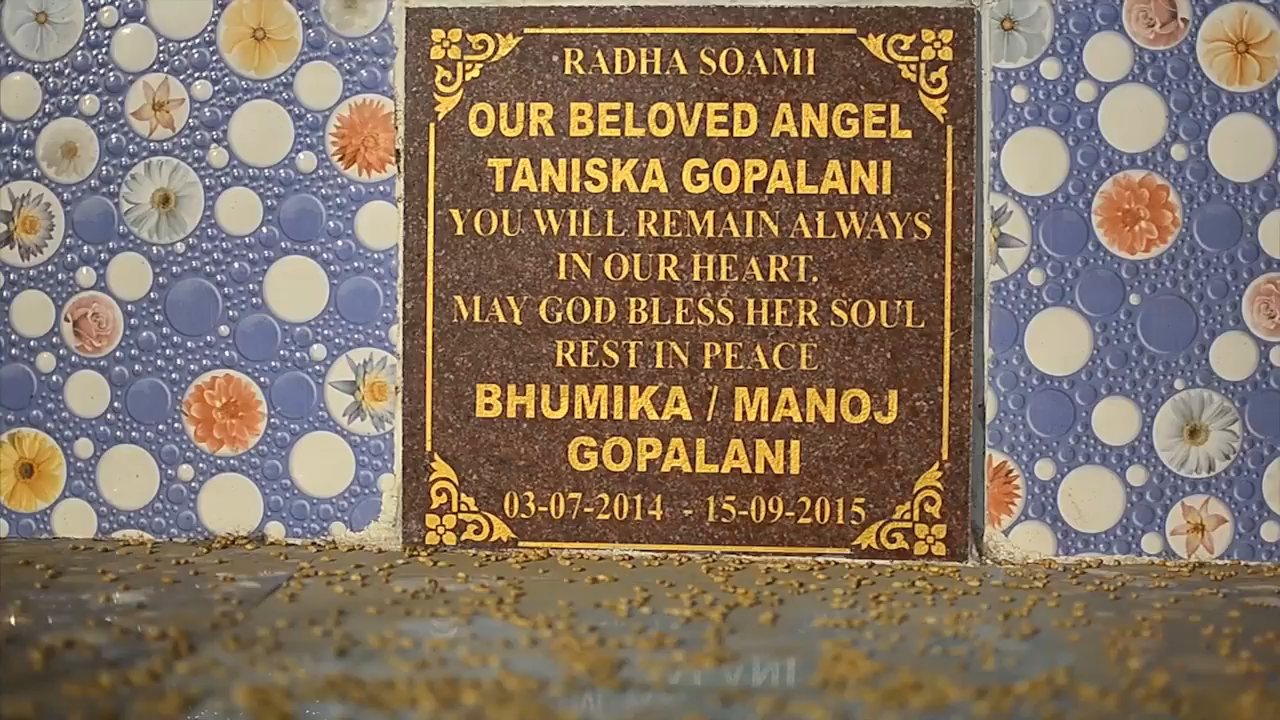 RADHA SOAMI
OUR BELOVED ANGEL
TANISKA GOPALANI
YOU WILL REMAIN ALWAYS
IN OUR HEART.
MAY GOD BLESS HER SOUL
REST IN PEACE
BHUMIKA / MANOJ
GOPALANI
03-07-2014 - 15-09-2015